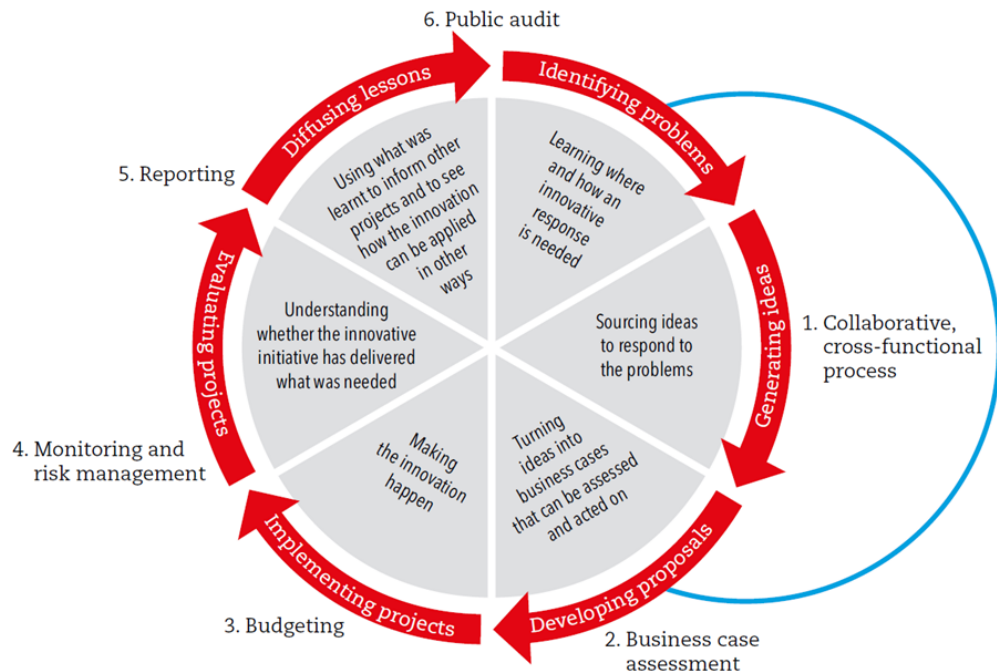 6. Public audit
Identifying problems
Learning where
and how an
innovative
response
is needed
Generating ideas
Sourcing ideas
to respond to
the problems
1. Collaborative,
cross-functional
process
Developing proposals
Turning
ideas into
business cases
that can be assessed
and acted on
2. Business case
assessment
Implementing projects
Making
the innovation
happen
3. Budgeting
Evaluating projects
Understanding
whether the innovative
initiative has delivered
what was needed
4. Monitoring and
risk management
Diffusing lessons
Using what was
learnt to inform other
projects and to see
how the innovation
can be applied
in other
ways
5. Reporting